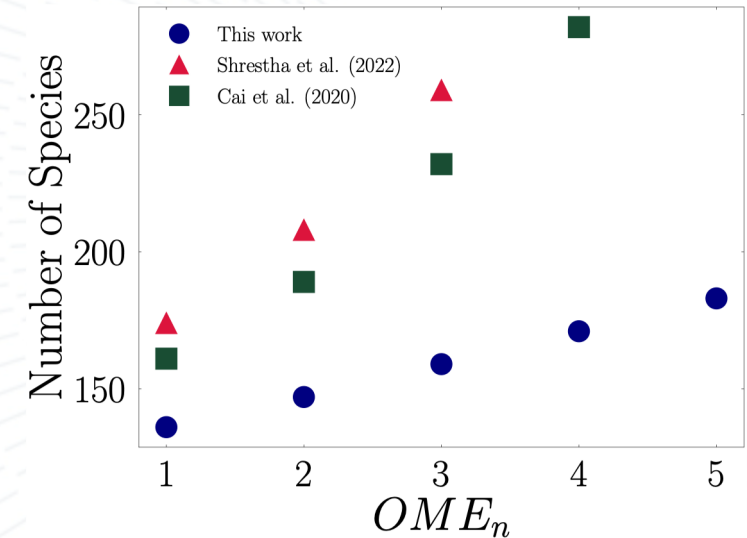 This work
Shrestha et al. (2022)
Cai et al. (2020)
Number of Species
250
200
150
1 2 3 4 5
OMEₙ